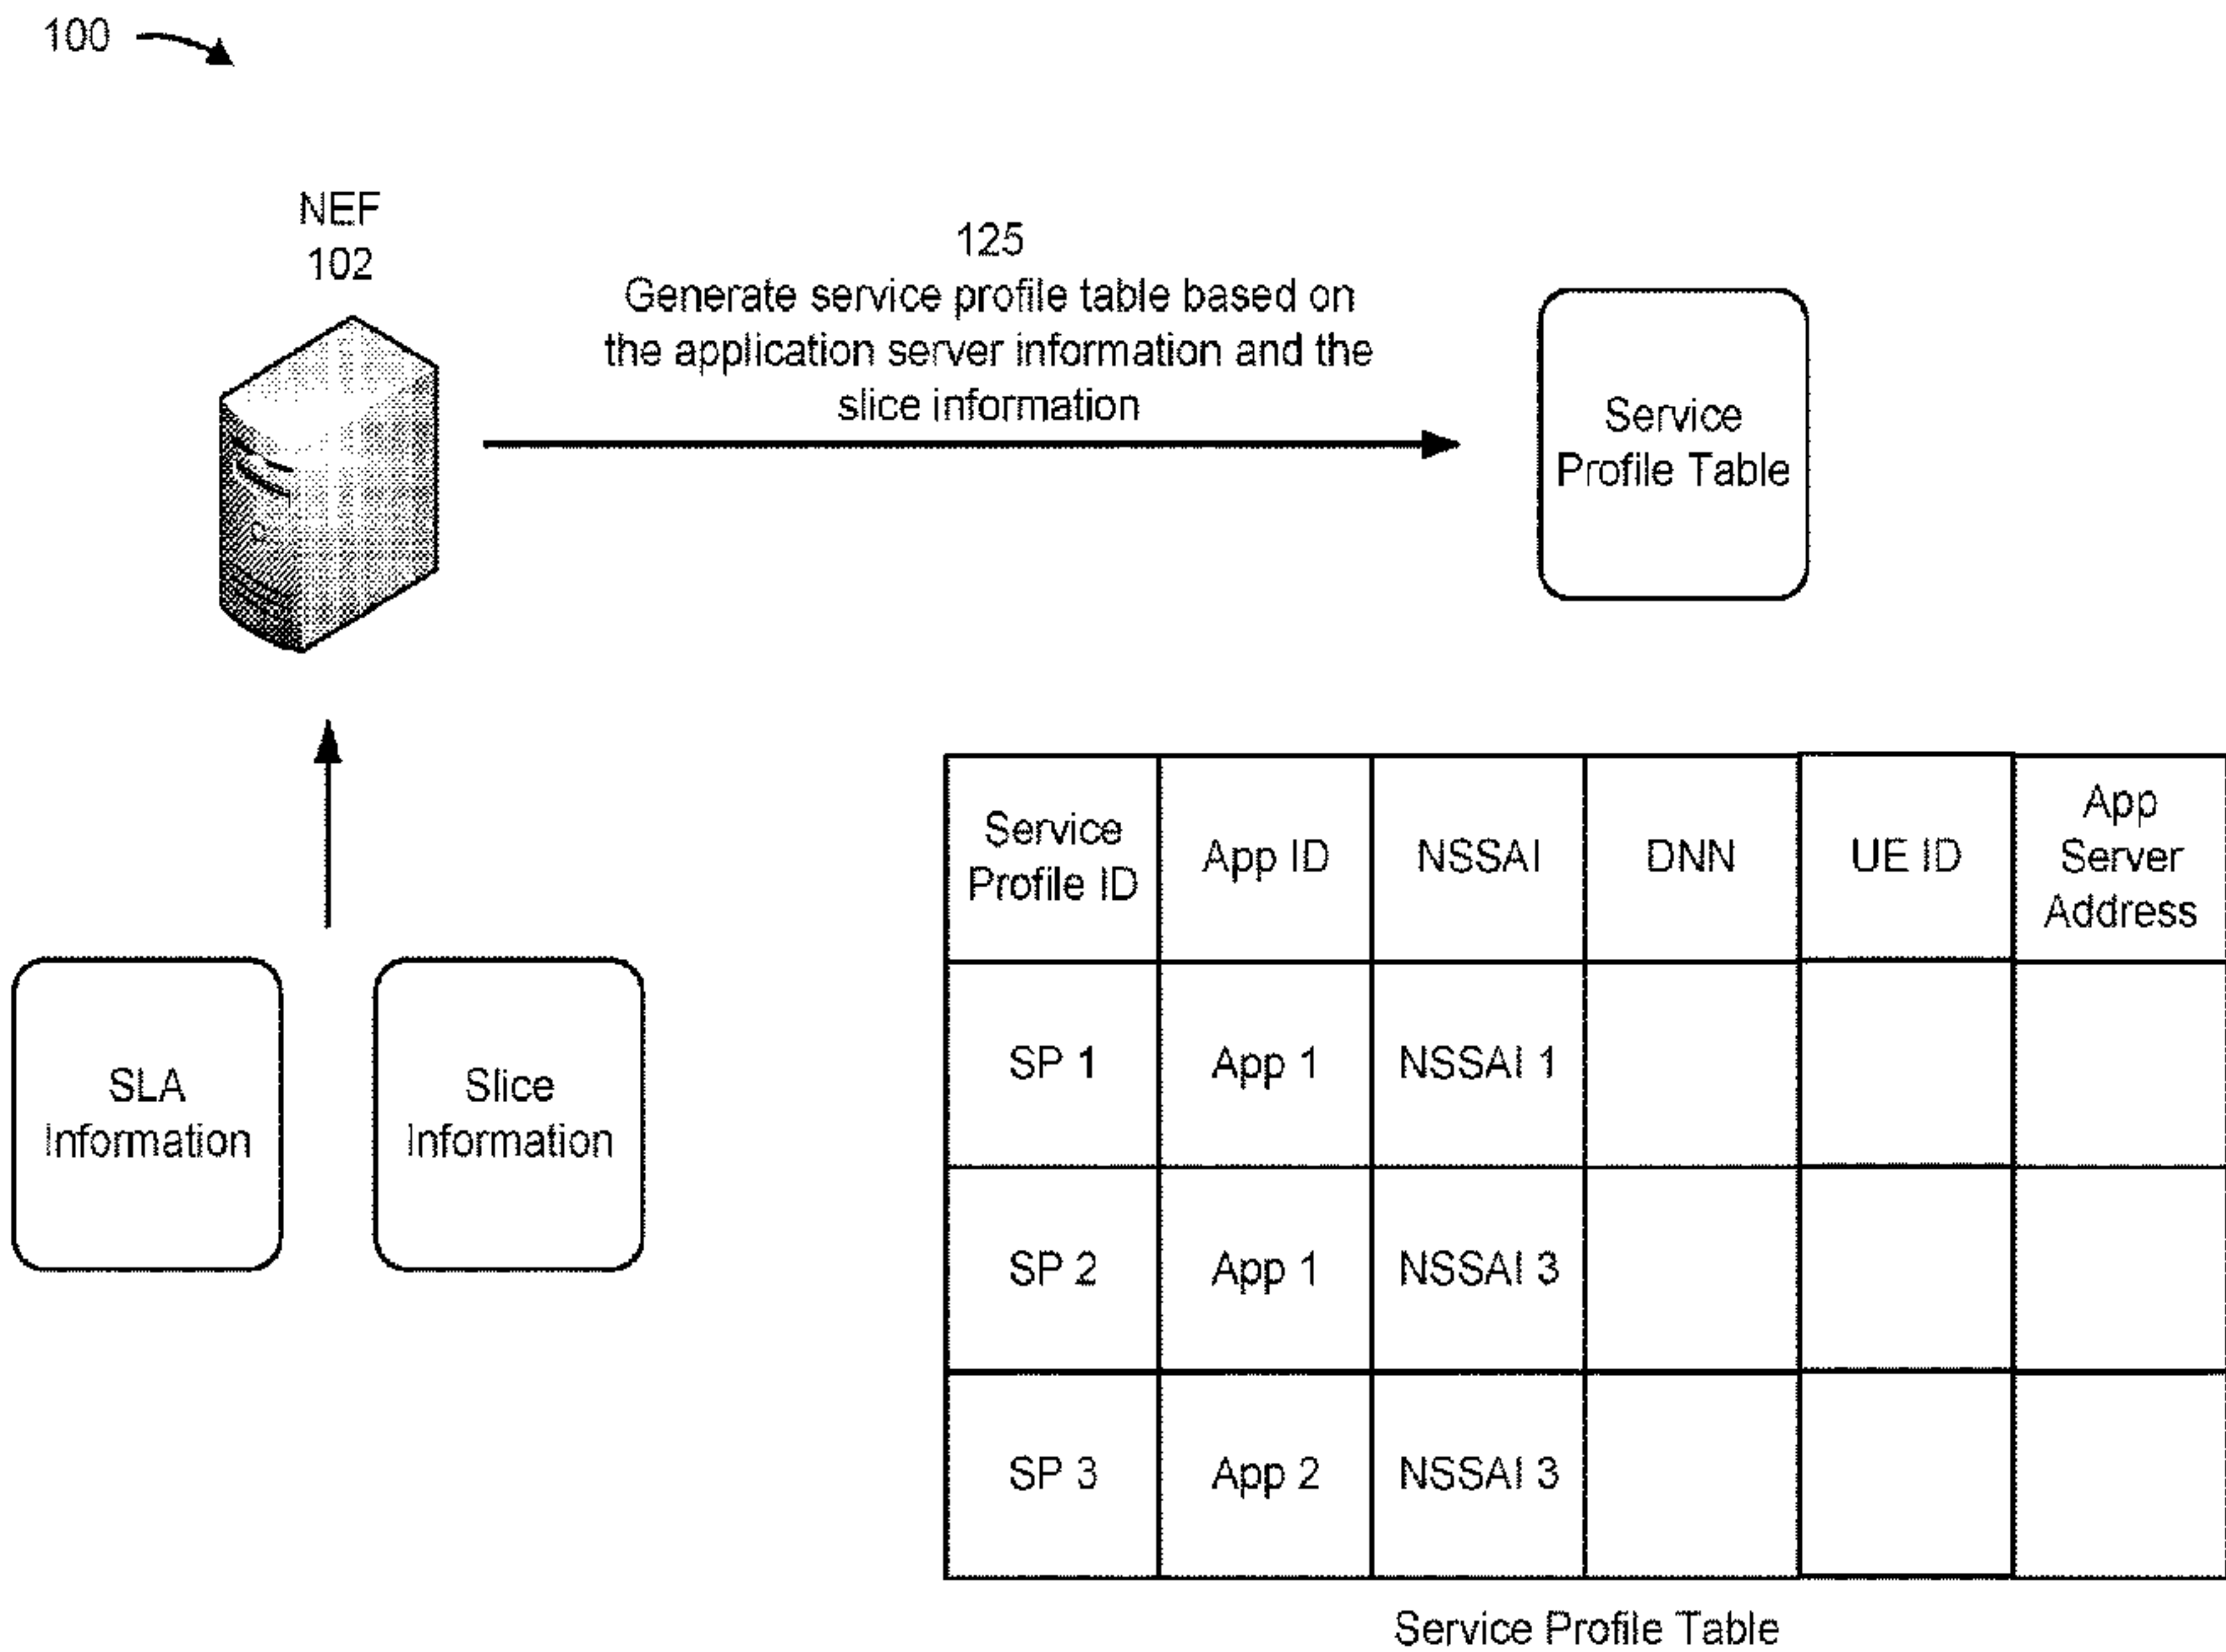 100
NEF
102
125
Generate service profile table based on
the application server information and the
slice information
Service
Profile Table
SLA
Information
Slice
Information
Service
Profile ID
App ID
NSSAI
DNN
UE ID
App
Server
Address
SP 1
App 1
NSSAI 1
SP 2
App 1
NSSAI 3
SP 3
App 2
NSSAI 3
Service Profile Table